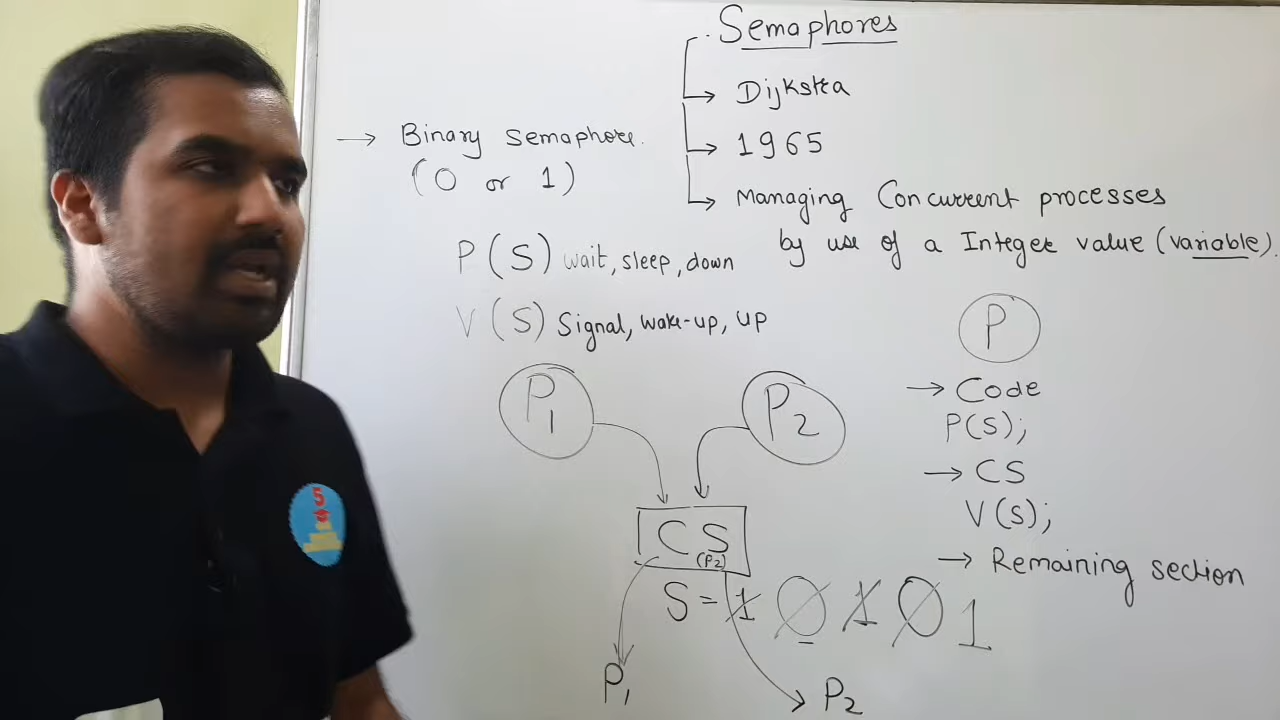 Semaphores
Dijkstra
1965
Managing Concurrent processes
by use of a Integer value (variable).
Binary Semaphore.
(0 or 1)
P(S) wait, sleep, down
V(S) Signal, wake-up, up
P1
P2
CS
(P2)
S = 1 0 1 0 1
P1
P2
P
Code
P(S);
CS
V(S);
Remaining section
5